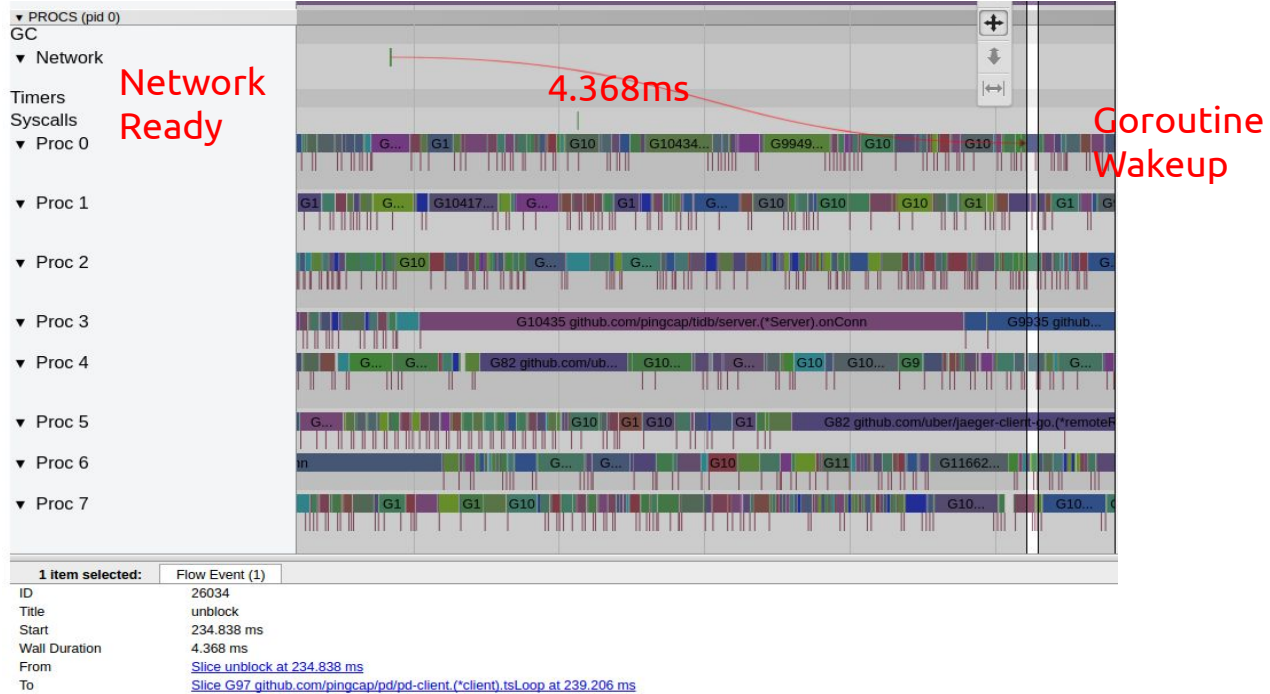 ▼ PROCS (pid 0)
GC
▼ Network
Network
Ready
4.368ms
Timers
Syscalls
Goroutine
Wakeup
▼ Proc 0
G... G1 G10 G10434... G9949... G10 G10
▼ Proc 1
G1 G... G10417... G... G1 G... G10 G10 G10 G1 G1
▼ Proc 2
G10 G... G... G.
▼ Proc 3
G10435 github.com/pingcap/tidb/server.(*Server).onConn G9935 github...
▼ Proc 4
G... G... G82 github.com/ub... G10... G... G10 G10... G9 G...
▼ Proc 5
G... G10 G1 G10 G1 G82 github.com/uber/jaeger-client-go.(*remoteR
▼ Proc 6
nn G... G... G10 G11 G11662...
▼ Proc 7
G1 G1 G10 G10... G10...
1 item selected: Flow Event (1)
ID 26034
Title unblock
Start 234.838 ms
Wall Duration 4.368 ms
From Slice unblock at 234.838 ms
To Slice G97 github.com/pingcap/pd/pd-client.(*client).tsLoop at 239.206 ms